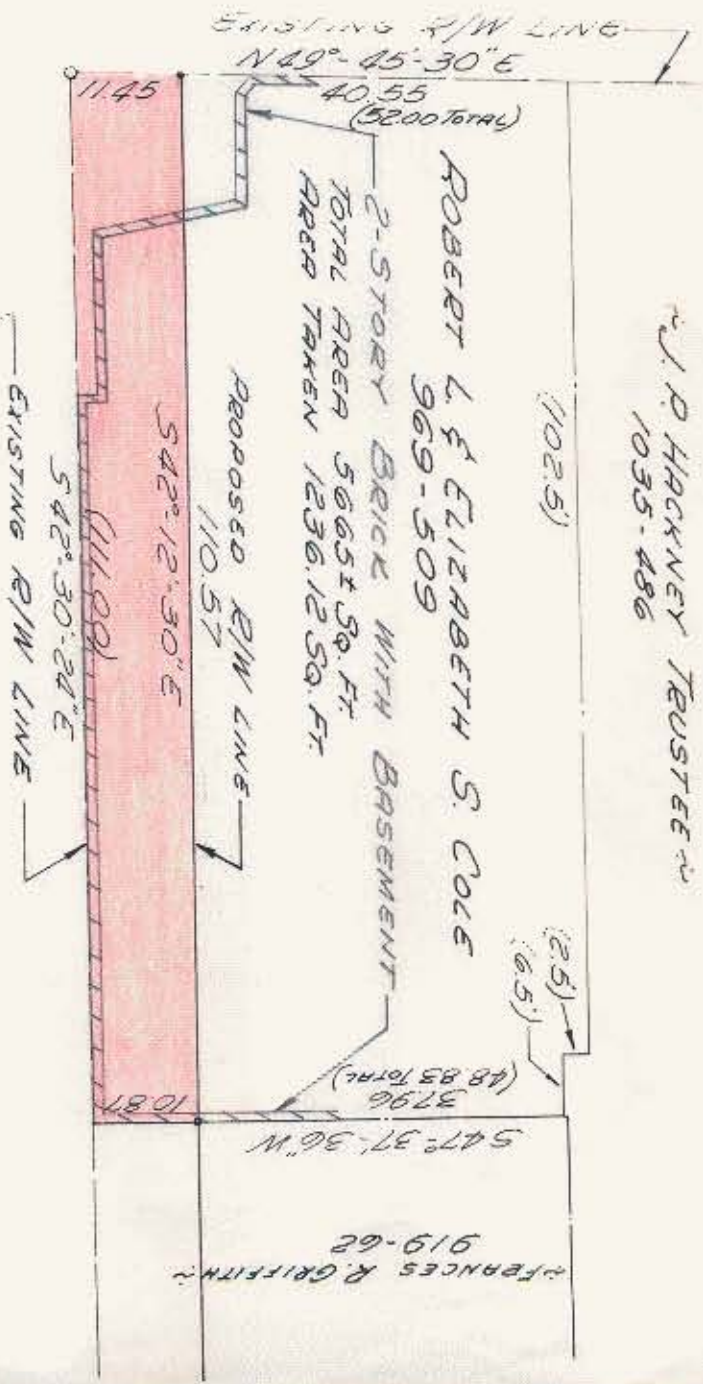 EXISTING R/W LINE
N 49°-45'-30" E
11.45
40.55
(52.00 TOTAL)
~J. P. HACKNEY TRUSTEE~
1035-486
(102.5')
ROBERT L & ELIZABETH S. COLE
969-509
2-STORY BRICK WITH BASEMENT
TOTAL AREA 5665± SQ. FT.
AREA TAKEN 1236.12 SQ. FT.
PROPOSED R/W LINE
110.57
S 42°-12'-30" E
(111.00)
S 42°-30'-24" E
EXISTING R/W LINE
(2.5')
(6.5')
(48.83 TOTAL)
37.96
10.87
S 47°-37'-36" W
~FRANCES R. GRIFFITH~
919-62